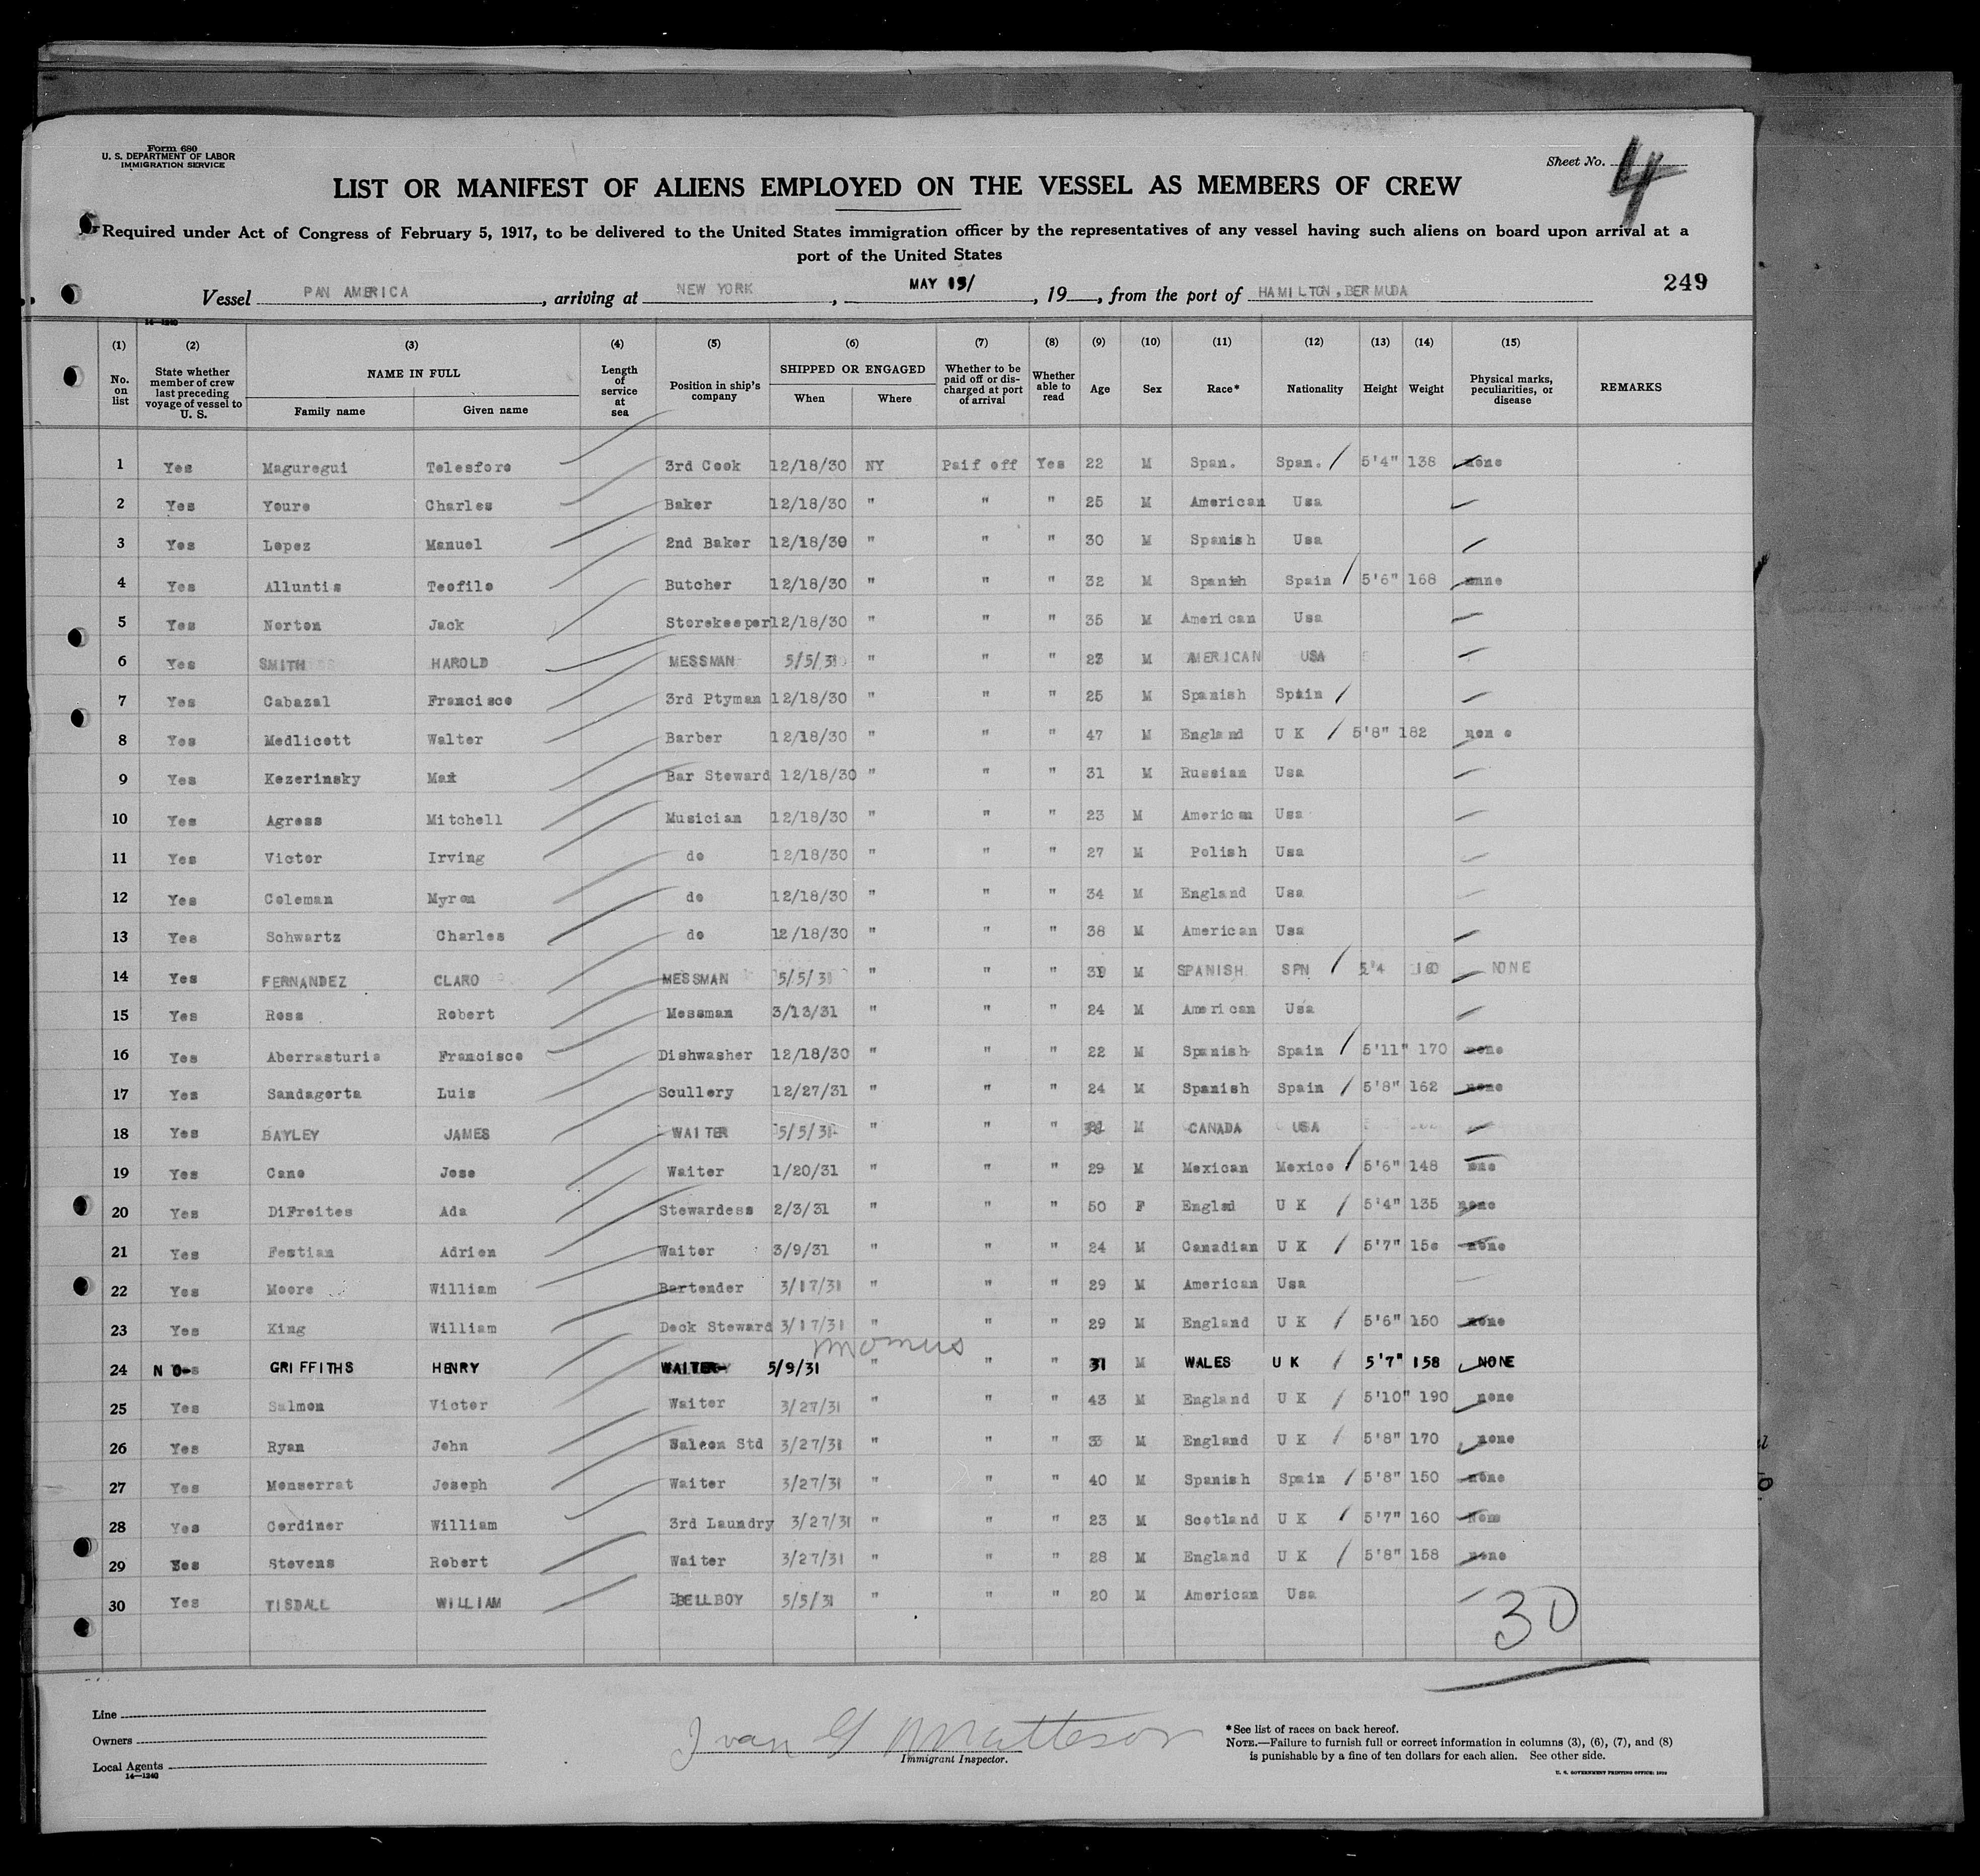 Form 680
U. S. DEPARTMENT OF LABOR
IMMIGRATION SERVICE
Sheet No. 4
LIST OR MANIFEST OF ALIENS EMPLOYED ON THE VESSEL AS MEMBERS OF CREW
Required under Act of Congress of February 5, 1917, to be delivered to the United States immigration officer by the representatives of any vessel having such aliens on board upon arrival at a
port of the United States
Vessel PAN AMERICA, arriving at NEW YORK, MAY, 19, from the port of HAMILTON, BERMUDA
249
14—1240
(1) (2) (3) (4) (5) (6) (7) (8) (9) (10) (11) (12) (13) (14) (15)
No. on list
State whether member of crew last preceding voyage of vessel to U. S.
NAME IN FULL
Family name
Given name
Length of service at sea
Position in ship's company
SHIPPED OR ENGAGED
When
Where
Whether to be paid off or discharged at port of arrival
Whether able to read
Age
Sex
Race*
Nationality
Height
Weight
Physical marks, peculiarities, or disease
REMARKS
1 Yes Maguregui Telesforo 3rd Cook 12/18/30 NY Paif off Yes 22 M Span. Span. / 5'4" 138 none
2 Yes Youre Charles Baker 12/18/30 " " " 25 M American Usa
3 Yes Lopez Manuel 2nd Baker 12/18/30 " " " 30 M Spanish Usa
4 Yes Alluntis Teofilo Butcher 12/18/30 " " " 32 M Spanish Spain / 5'6" 168 none
5 Yes Norton Jack Storekeeper 12/18/30 " " " 35 M American Usa
6 Yes SMITH HAROLD MESSMAN 5/5/31 " " " 23 M AMERICAN USA
7 Yes Cabazal Francisco 3rd Ptyman 12/18/30 " " " 25 M Spanish Spain /
8 Yes Medlicott Walter Barber 12/18/30 " " " 47 M England U K / 5'8" 182 non e
9 Yes Kezerinsky Max Bar Steward 12/18/30 " " " 31 M Russian Usa
10 Yes Agress Mitchell Musician 12/18/30 " " " 23 M American Usa
11 Yes Victor Irving do 12/18/30 " " " 27 M Polish Usa
12 Yes Coleman Myron do 12/18/30 " " " 34 M England Usa
13 Yes Schwartz Charles do 12/18/30 " " " 38 M American Usa
14 Yes FERNANDEZ CLARO MESSMAN 5/5/31 " " " M SPANISH SPN / 5'4 160 NONE
15 Yes Ross Robert Messman 3/13/31 " " " 24 M American Usa
16 Yes Aberrasturis Francisco Dishwasher 12/18/30 " " " 22 M Spanish Spain / 5'11" 170 none
17 Yes Sandagorta Luis Scullery 12/27/31 " " " 24 M Spanish Spain / 5'8" 162 none
18 Yes BAYLEY JAMES WAITER 5/5/31 " " " M CANADA USA
19 Yes Cano Jose Waiter 1/20/31 " " " 29 M Mexican Mexico / 5'6" 148
20 Yes DiFreites Ada Stewardess 2/3/31 " " " 50 F Englad U K / 5'4" 135 none
21 Yes Festian Adrien Waiter 3/9/31 " " " 24 M Canadian U K / 5'7" none
22 Yes Moore William Bartender 3/17/31 " " " 29 M American Usa
23 Yes King William Deck Steward 3/17/31 " " " 29 M England U K / 5'6" 150 none
Momus
24 NO GRIFFITHS HENRY WAITER 5/9/31 " " " 31 M WALES U K / 5'7" 158 NONE
25 Yes Salmon Victor Waiter 3/27/31 " " " 43 M England U K / 5'10" 190 none
26 Yes Ryan John Saloon Std 3/27/31 " " " M England U K / 5'8" 170 none
27 Yes Monserrat Joseph Waiter 3/27/31 " " " 40 M Spanish Spain / 5'8" 150 none
28 Yes Cordiner William 3rd Laundry 3/27/31 " " " 23 M Scotland U K / 5'7" 160 None
29 Yes Stevens Robert Waiter 3/27/31 " " " 28 M England U K / 5'8" 158 none
30 Yes TISDALL WILLIAM BELLBOY 5/5/31 " " " 20 M American Usa
30
Line
Owners
Local Agents
14—1240
Ivan G Matteson
Immigrant Inspector.
*See list of races on back hereof.
NOTE.—Failure to furnish full or correct information in columns (3), (6), (7), and (8)
is punishable by a fine of ten dollars for each alien. See other side.
U. S. GOVERNMENT PRINTING OFFICE: